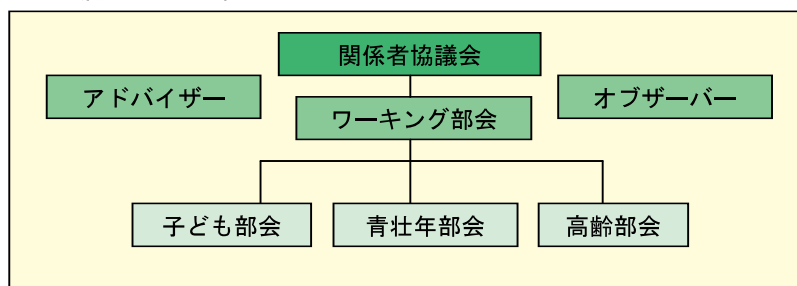 関係者協議会
アドバイザー
オブザーバー
ワーキング部会
子ども部会
青壮年部会
高齢部会